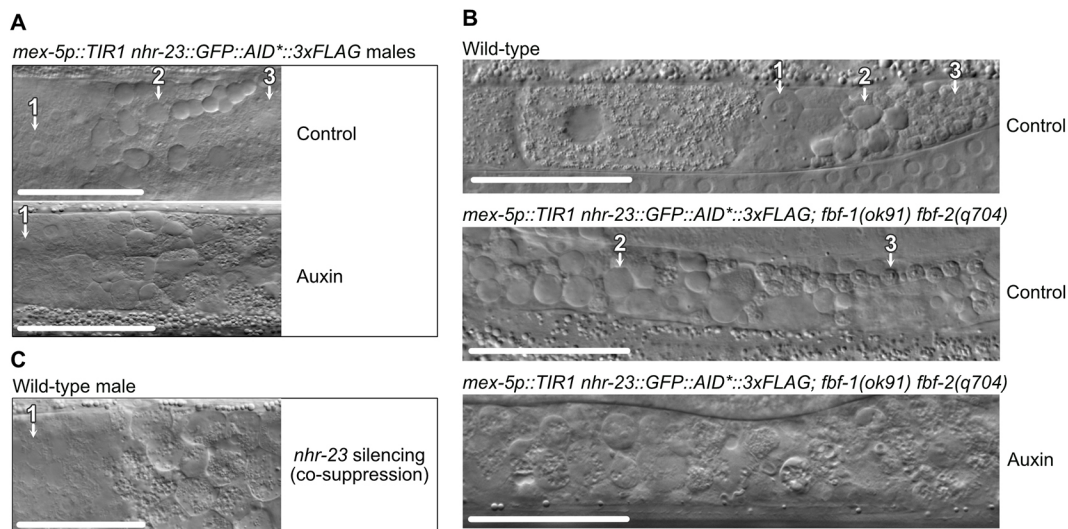 A
mex-5p::TIR1 nhr-23::GFP::AID*::3xFLAG males
1
2
3
Control
1
Auxin
C
Wild-type male
1
nhr-23 silencing
(co-suppression)
B
Wild-type
1
2
3
Control
mex-5p::TIR1 nhr-23::GFP::AID*::3xFLAG; fbf-1(ok91) fbf-2(q704)
2
3
Control
mex-5p::TIR1 nhr-23::GFP::AID*::3xFLAG; fbf-1(ok91) fbf-2(q704)
Auxin